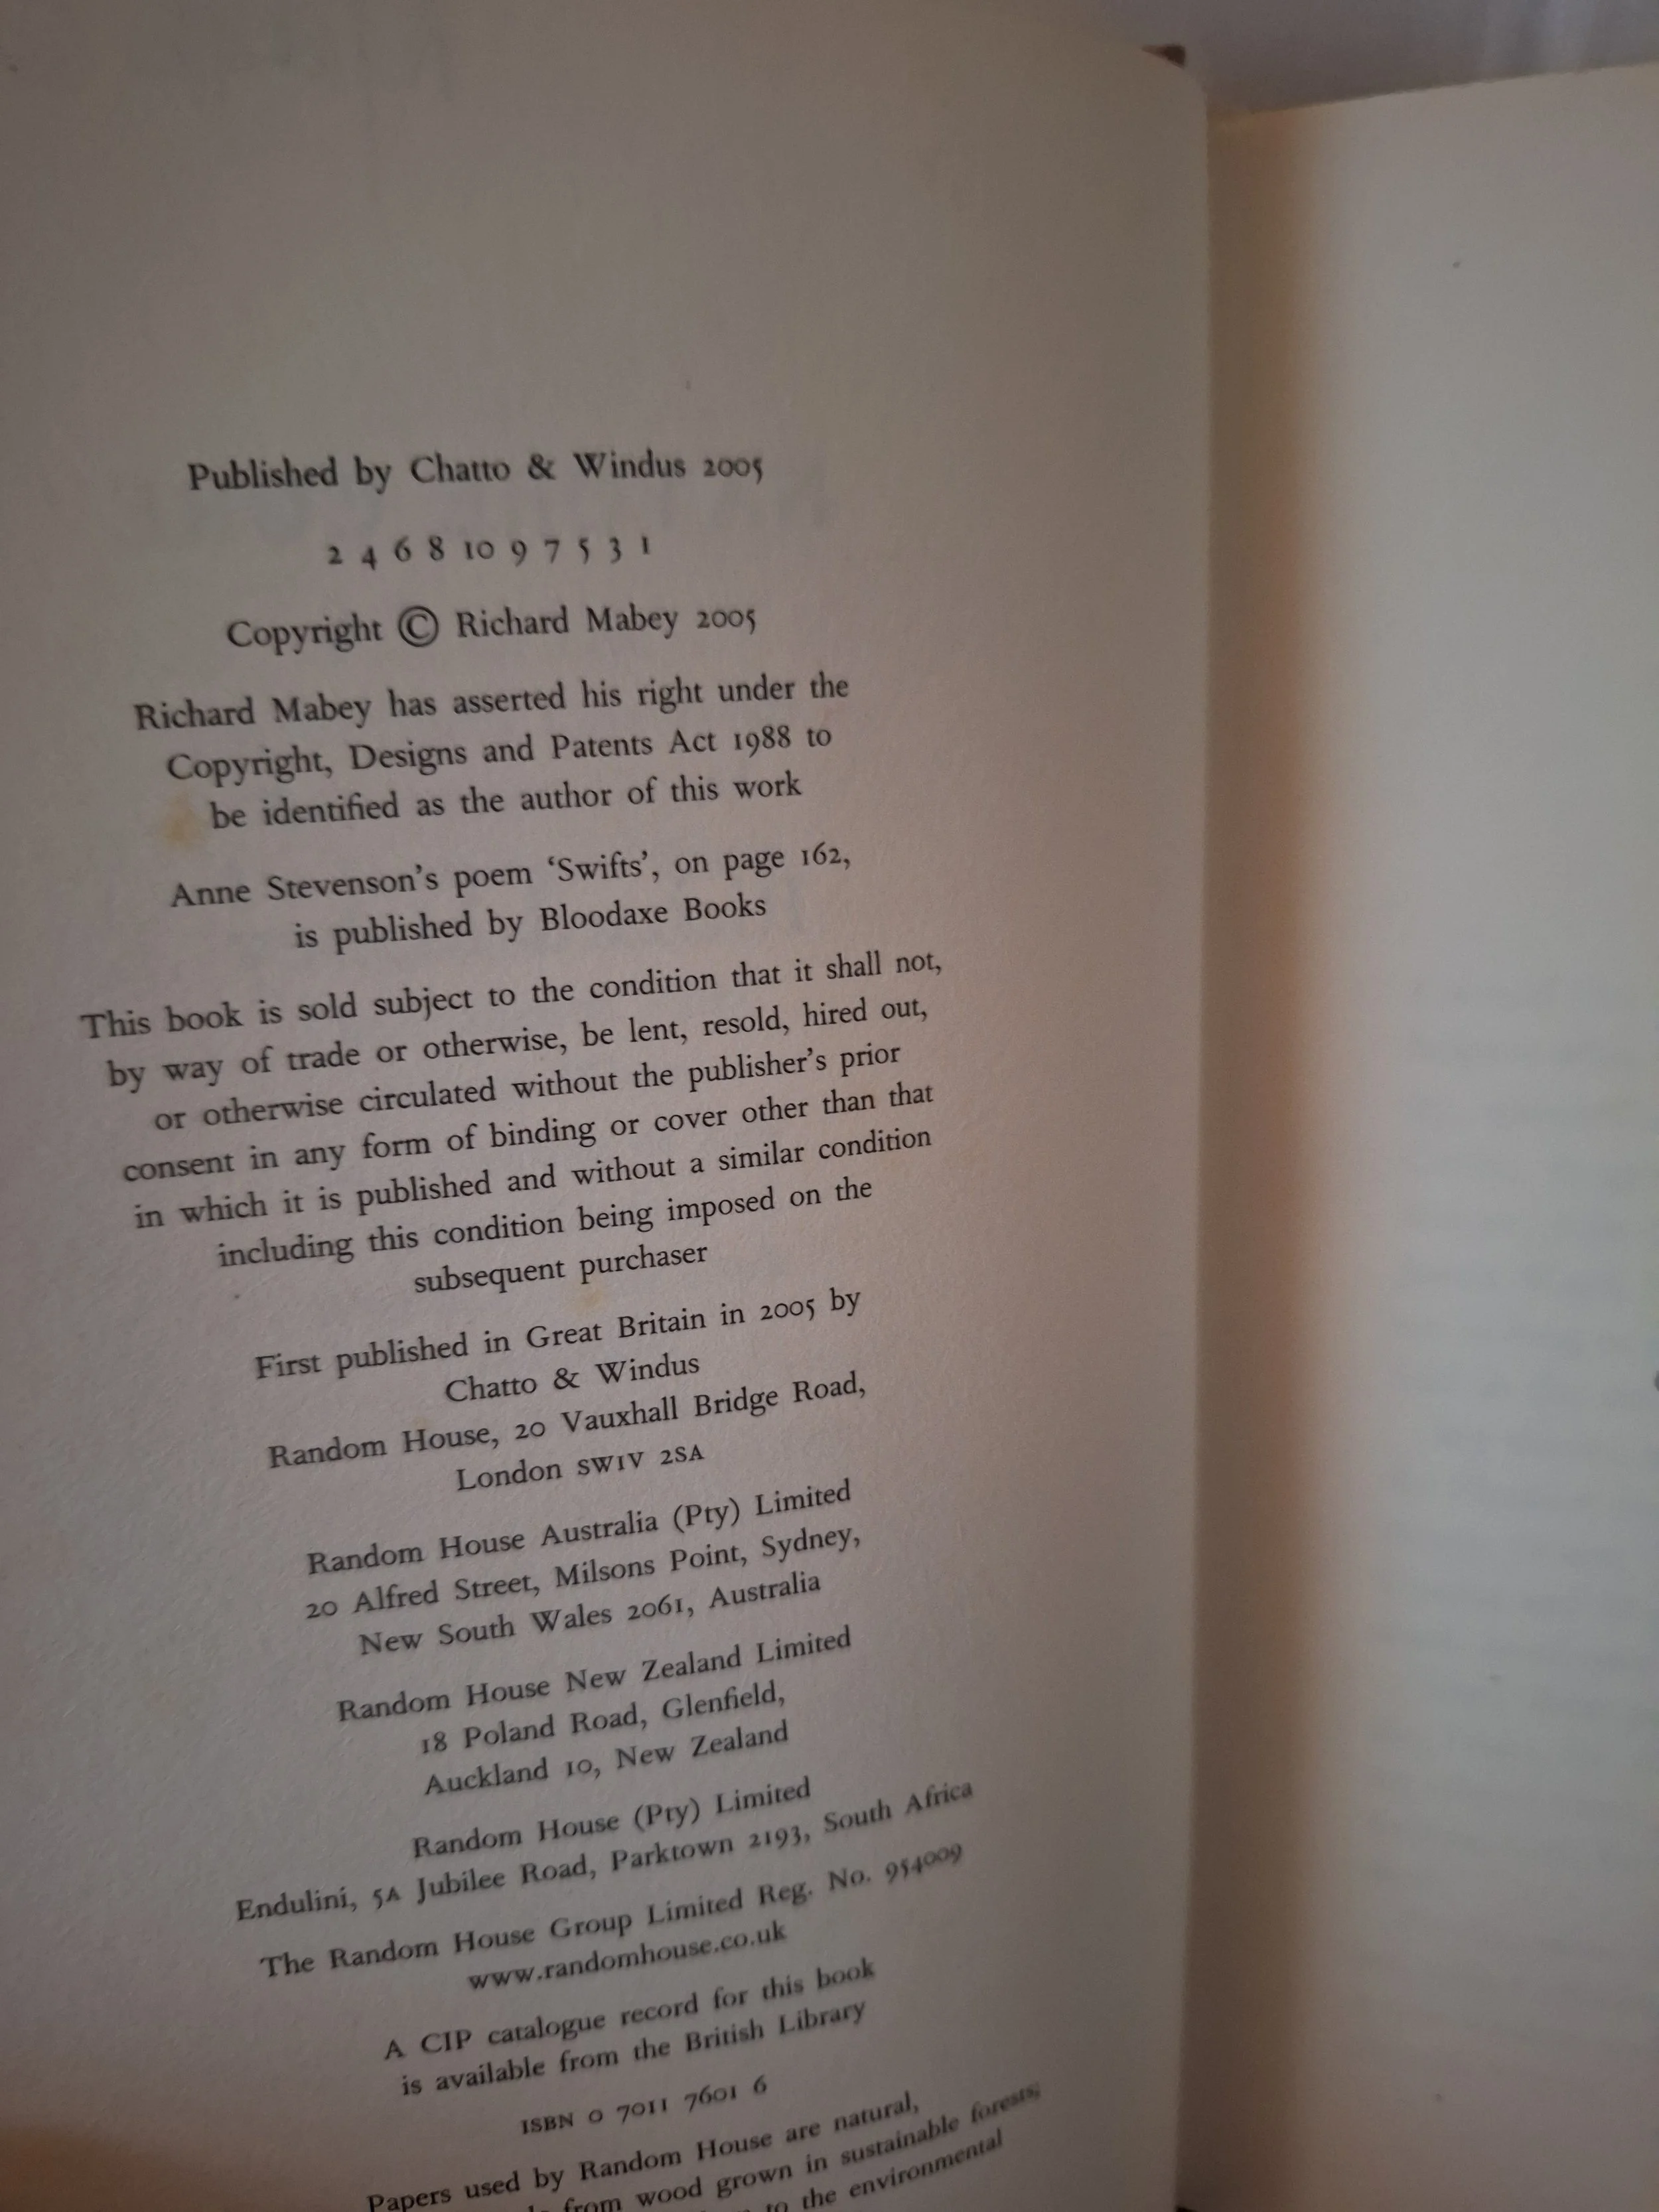 Published by Chatto & Windus 2005
2 4 6 8 10 9 7 5 3 1
Copyright © Richard Mabey 2005
Richard Mabey has asserted his right under the
Copyright, Designs and Patents Act 1988 to
be identified as the author of this work
Anne Stevenson’s poem ‘Swifts’, on page 162,
is published by Bloodaxe Books
This book is sold subject to the condition that it shall not,
by way of trade or otherwise, be lent, resold, hired out,
or otherwise circulated without the publisher’s prior
consent in any form of binding or cover other than that
in which it is published and without a similar condition
including this condition being imposed on the
subsequent purchaser
First published in Great Britain in 2005 by
Chatto & Windus
Random House, 20 Vauxhall Bridge Road,
London SW1V 2SA
Random House Australia (Pty) Limited
20 Alfred Street, Milsons Point, Sydney,
New South Wales 2061, Australia
Random House New Zealand Limited
18 Poland Road, Glenfield,
Auckland 10, New Zealand
Random House (Pty) Limited
Endulini, 5A Jubilee Road, Parktown 2193, South Africa
The Random House Group Limited Reg. No. 954009
www.randomhouse.co.uk
A CIP catalogue record for this book
is available from the British Library
ISBN 0 7011 7601 6
Papers used by Random House are natural,
from wood grown in sustainable forests;
to the environmental